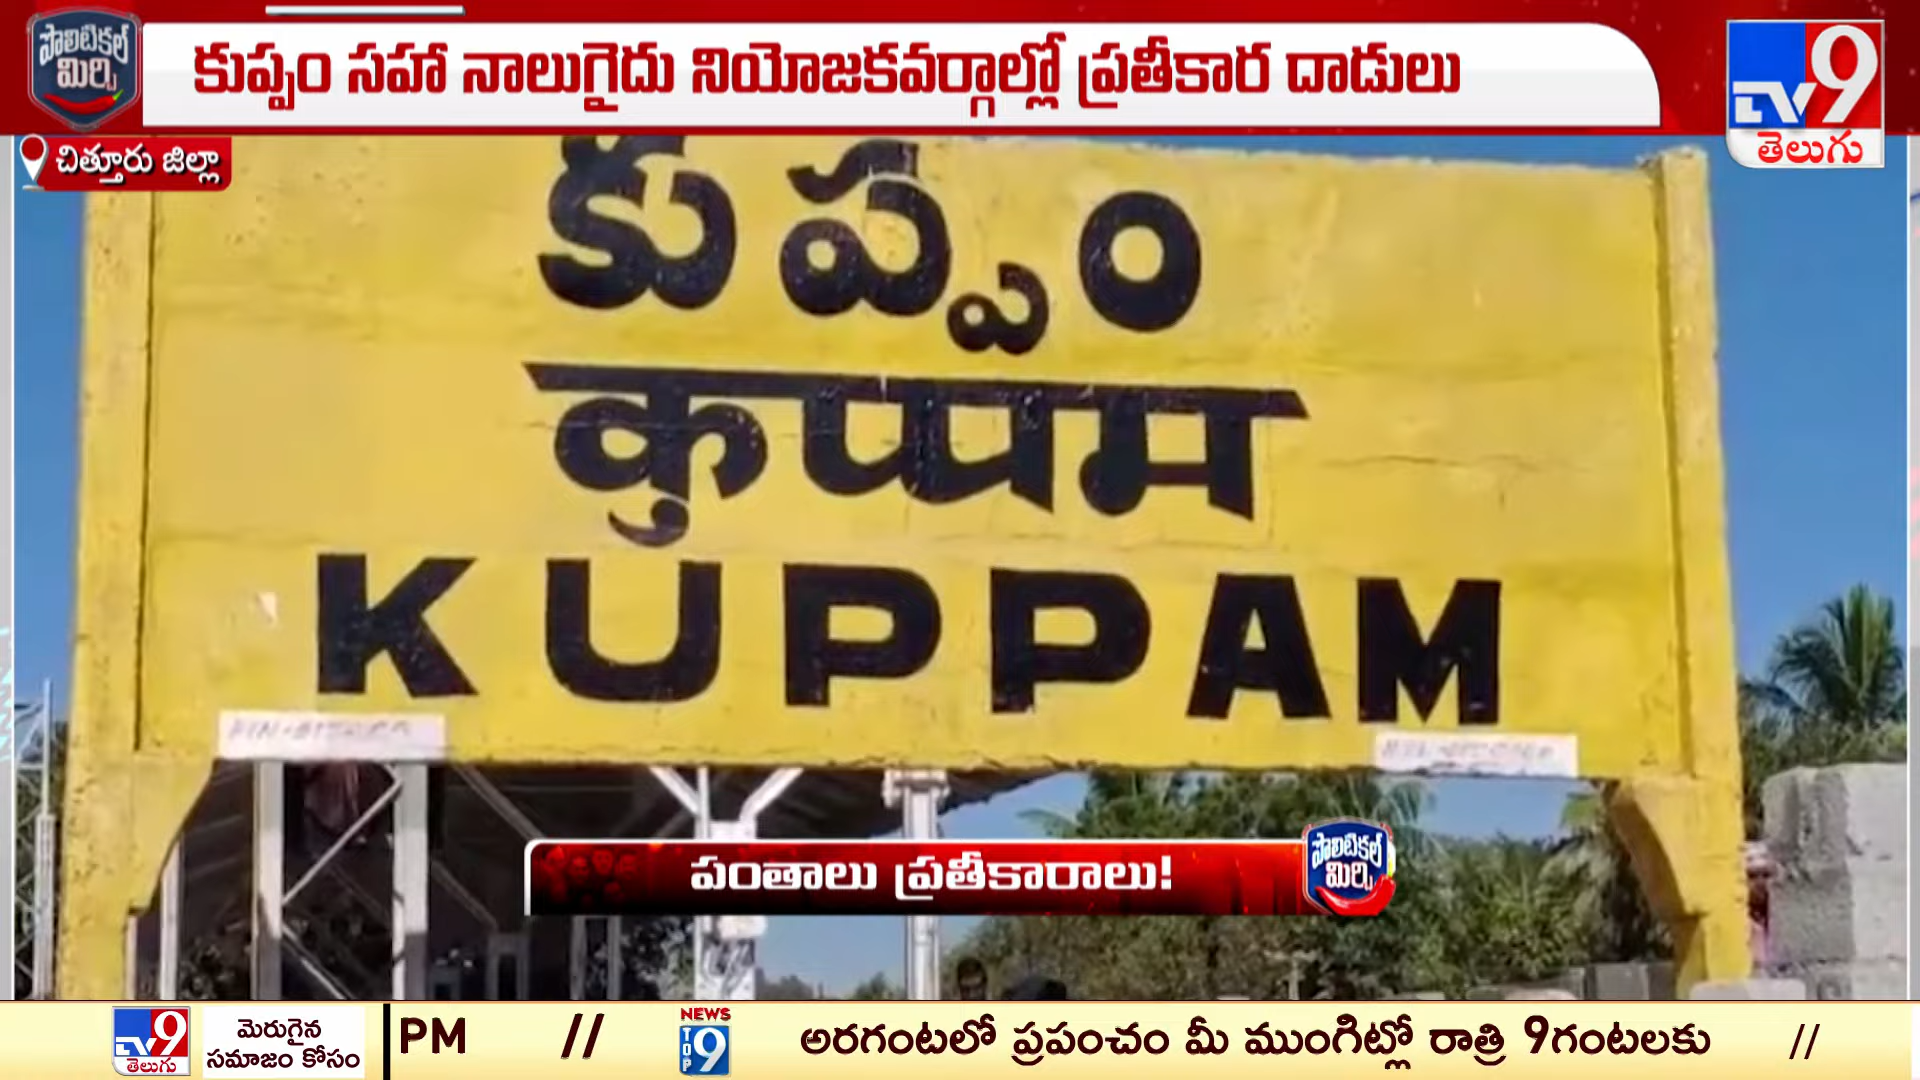 పొలిటికల్ మిర్చి
కుప్పం సహా నాలుగైదు నియోజకవర్గాల్లో ప్రతీకార దాడులు
TV9
తెలుగు
చిత్తూరు జిల్లా
కుప్పం
कुप्पम
KUPPAM
పంతాలు ప్రతీకారాలు!
పొలిటికల్ మిర్చి
TV9 తెలుగు
మెరుగైన
సమాజం కోసం
PM // NEWS TOP 9 అరగంటలో ప్రపంచం మీ ముంగిట్లో రాత్రి 9గంటలకు //